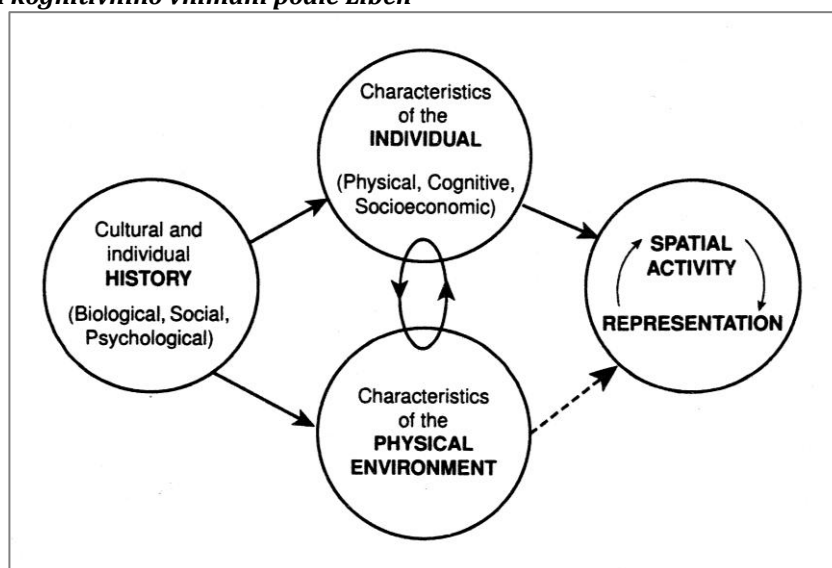 kognitivního vnímání podle Liben
Characteristics
of the
INDIVIDUAL
(Physical, Cognitive,
Socioeconomic)
Cultural and
individual
HISTORY
(Biological, Social,
Psychological)
SPATIAL
ACTIVITY
REPRESENTATION
Characteristics
of the
PHYSICAL
ENVIRONMENT